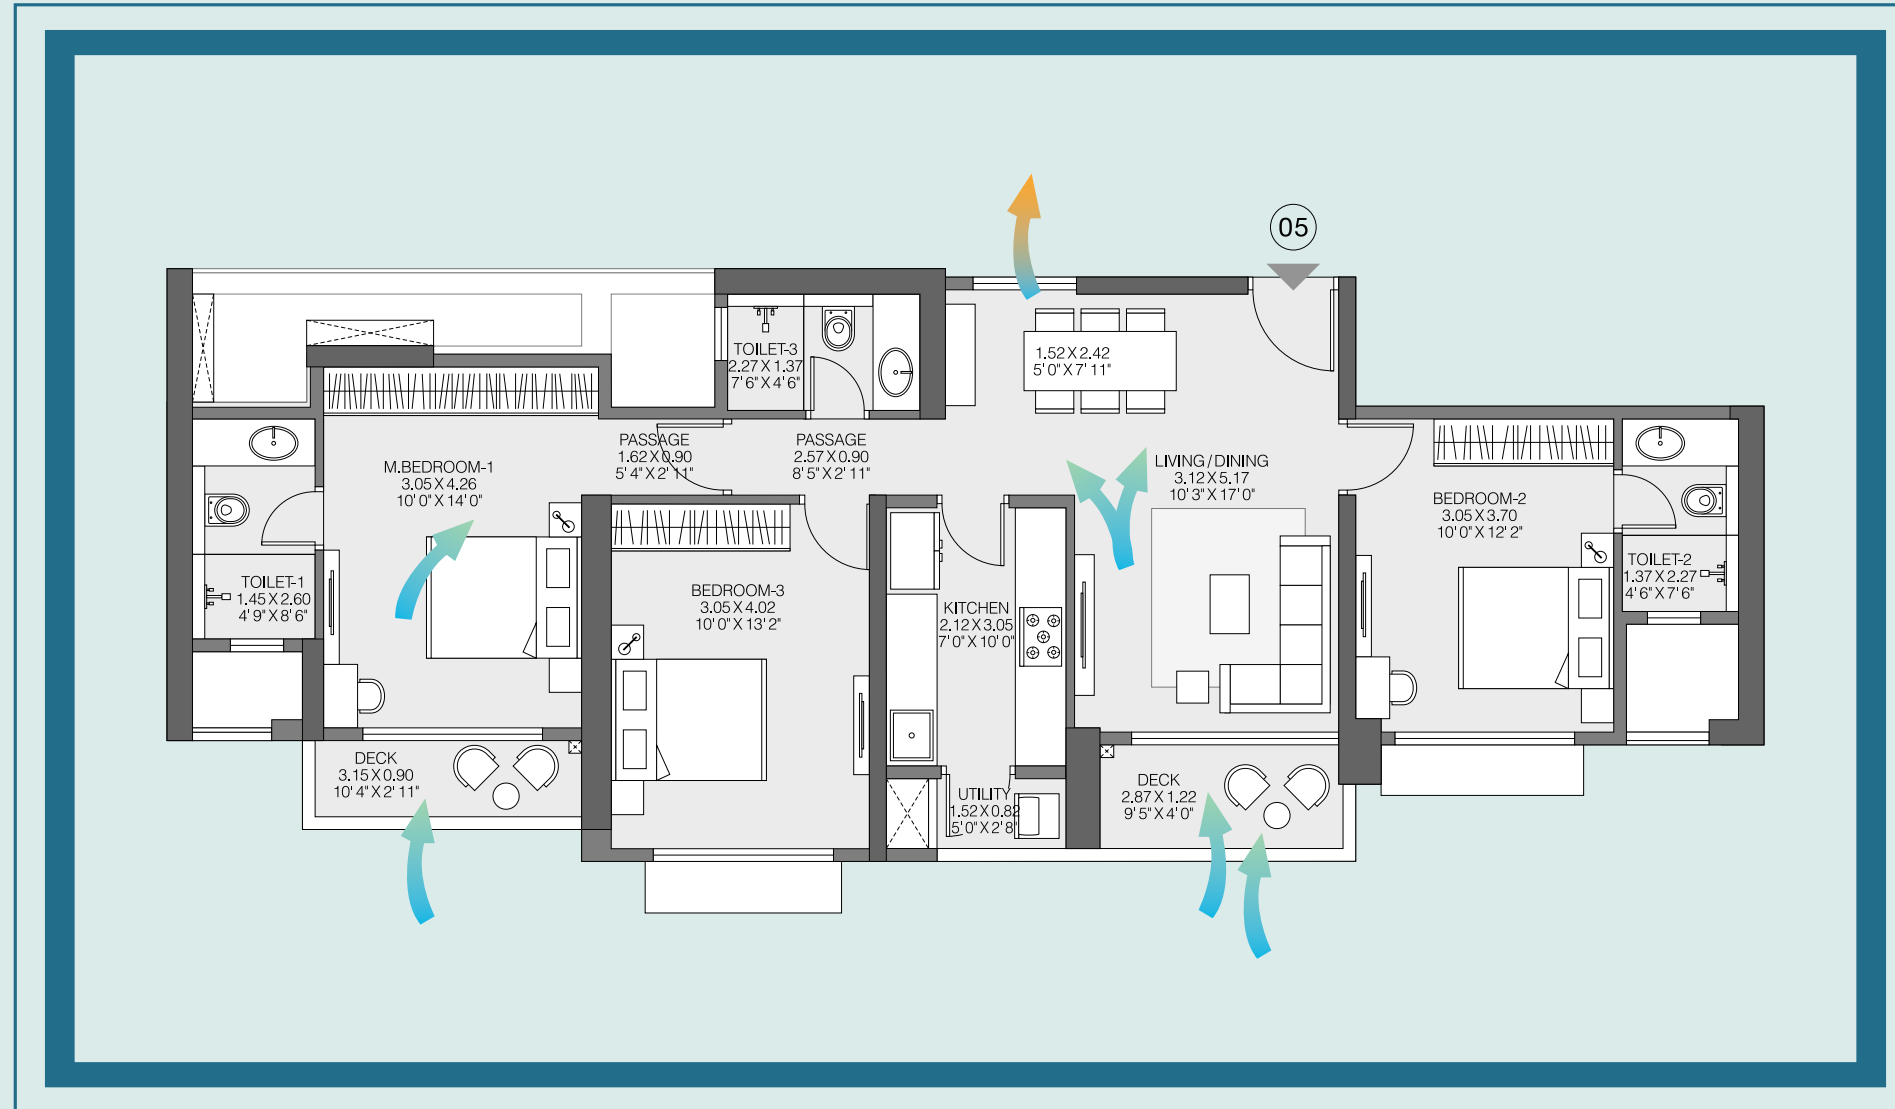 05
TOILET-3
2.27 X 1.37
7'6" X 4'6"
1.52 X 2.42
5'0" X 7'11"
PASSAGE
1.62 X 0.90
5'4" X 2'11"
PASSAGE
2.57 X 0.90
8'5" X 2'11"
M.BEDROOM-1
3.05 X 4.26
10'0" X 14'0"
LIVING/DINING
3.12 X 5.17
10'3" X 17'0"
BEDROOM-2
3.05 X 3.70
10'0" X 12'2"
TOILET-1
1.45 X 2.60
4'9" X 8'6"
BEDROOM-3
3.05 X 4.02
10'0" X 13'2"
KITCHEN
2.12 X 3.05
7'0" X 10'0"
TOILET-2
1.37 X 2.27
4'6" X 7'6"
DECK
3.15 X 0.90
10'4" X 2'11"
UTILITY
1.52 X 0.82
5'0" X 2'8"
DECK
2.87 X 1.22
9'5" X 4'0"